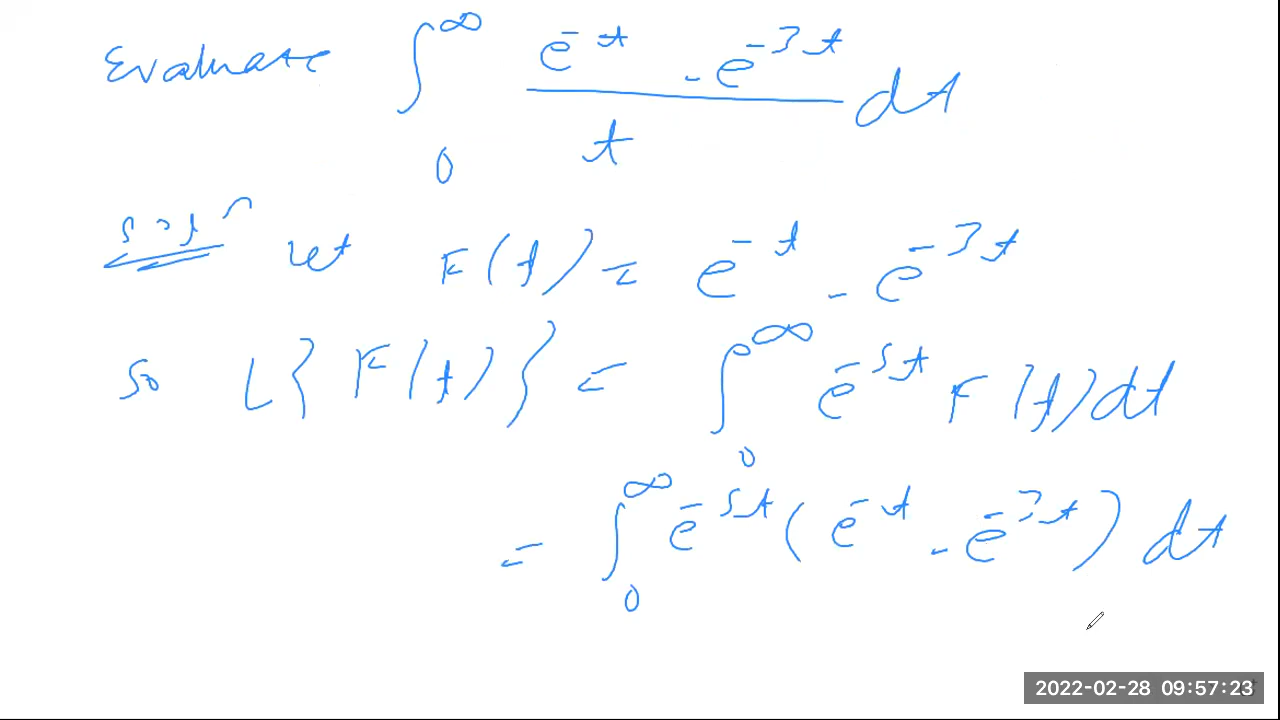 Evaluate ∫₀^∞ (e^{-t} - e^{-3t})/t dt
Solⁿ let F(t) = e^{-t} - e^{-3t}
So L{F(t)} = ∫₀^∞ e^{-st} F(t) dt
= ∫₀^∞ e^{-st} (e^{-t} - e^{-3t}) dt
2022-02-28 09:57:23